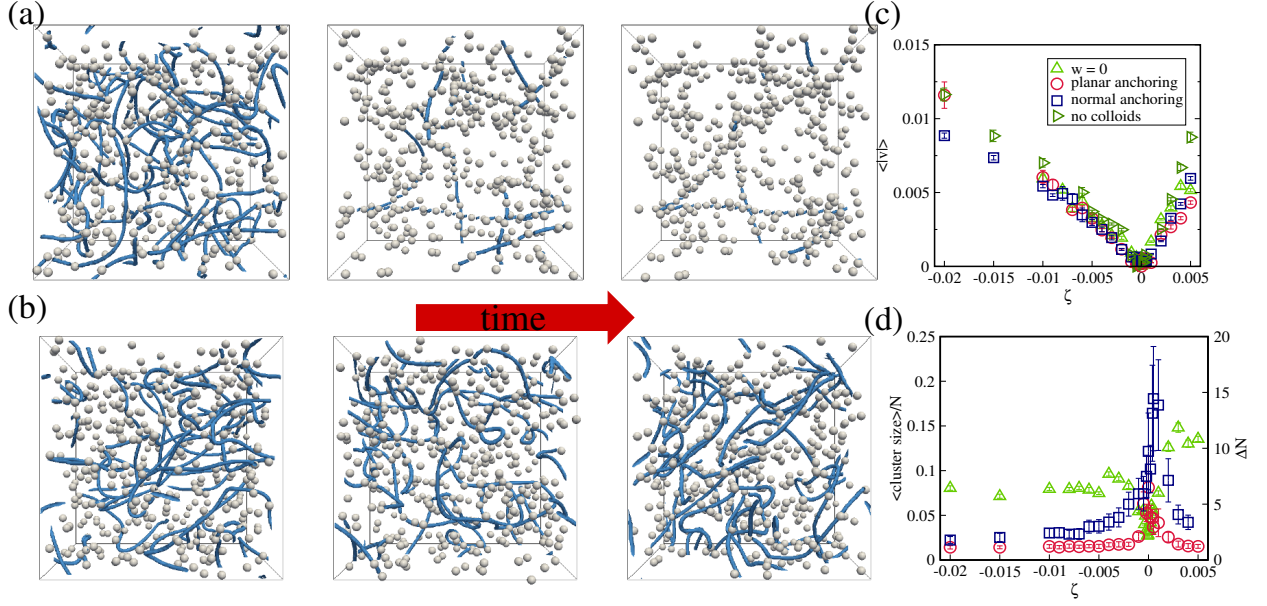 (a)
(b)
time
(c)
0.015
0.01
0.005
0
<|v|>
w = 0
planar anchoring
normal anchoring
no colloids
-0.02 -0.015 -0.01 -0.005 0 0.005
ζ
(d)
0.25
0.2
0.15
0.1
0.05
0
<cluster size>/N
20
15
10
5
0
ΔN
-0.02 -0.015 -0.01 -0.005 0 0.005
ζ